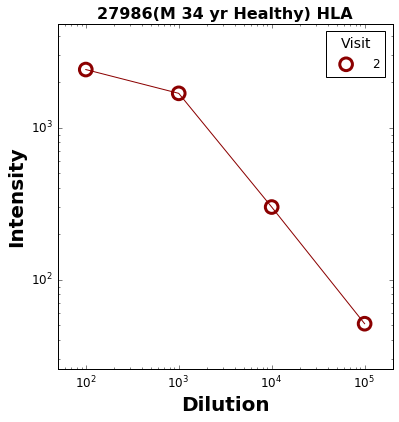 27986(M 34 yr Healthy) HLA
Visit
2
10³
10²
Intensity
10² 10³ 10⁴ 10⁵
Dilution